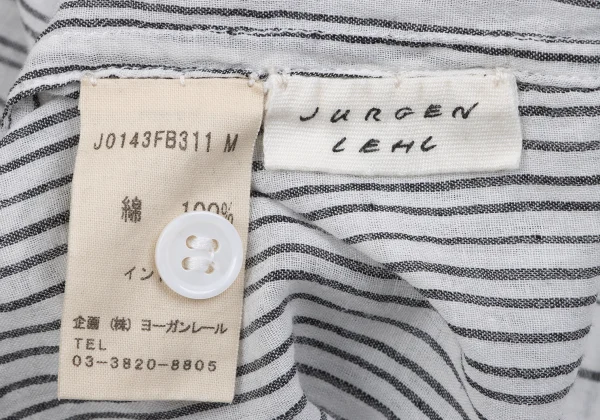 J0143FB311 M
綿 100%
イン
企画 (株) ヨーガンレール
TEL
03-3820-8805
JURGEN
LEHL